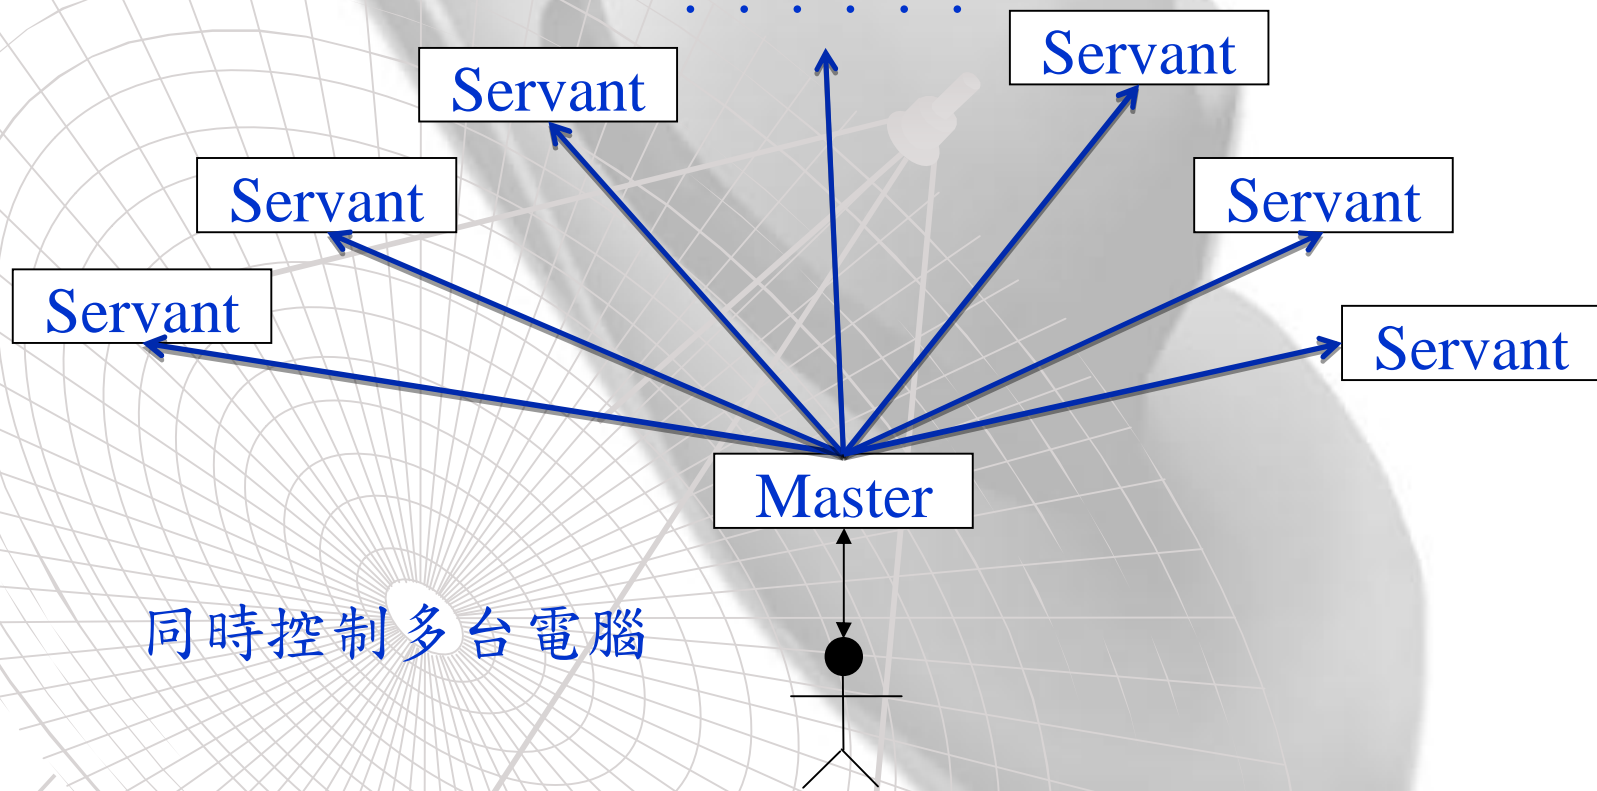 . . . . . .
Servant
Servant
Servant
Servant
Servant
Servant
Master
同時控制多台電腦